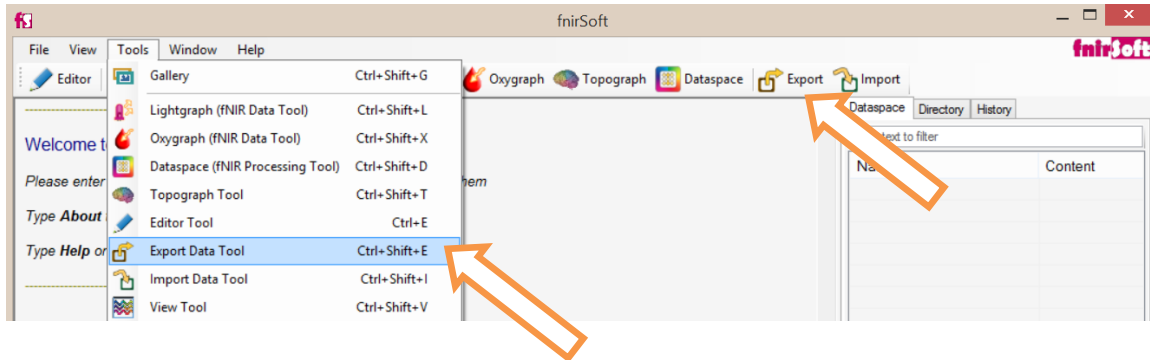 fnirSoft
File View Tools Window Help
fnirSoft
Editor
Oxygraph Topograph Dataspace Export Import
Gallery Ctrl+Shift+G
Lightgraph (fNIR Data Tool) Ctrl+Shift+L
Oxygraph (fNIR Data Tool) Ctrl+Shift+X
Dataspace (fNIR Processing Tool) Ctrl+Shift+D
Topograph Tool Ctrl+Shift+T
Editor Tool Ctrl+E
Export Data Tool Ctrl+Shift+E
Import Data Tool Ctrl+Shift+I
View Tool Ctrl+Shift+V
Welcome
Please enter
Type About
Type Help or
Dataspace Directory History
text to filter
Content